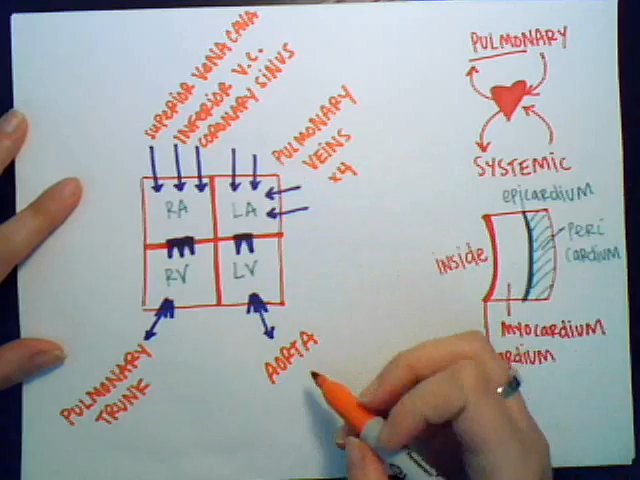 SUPERIOR VENA CAVA
INFERIOR V.C.
CORONARY SINUS
PULMONARY
VEINS
x4
RA
LA
RV
LV
PULMONARY
TRUNK
AORTA
PULMONARY
SYSTEMIC
epicardium
PERI
CARDIUM
inside
myocardium
cardium